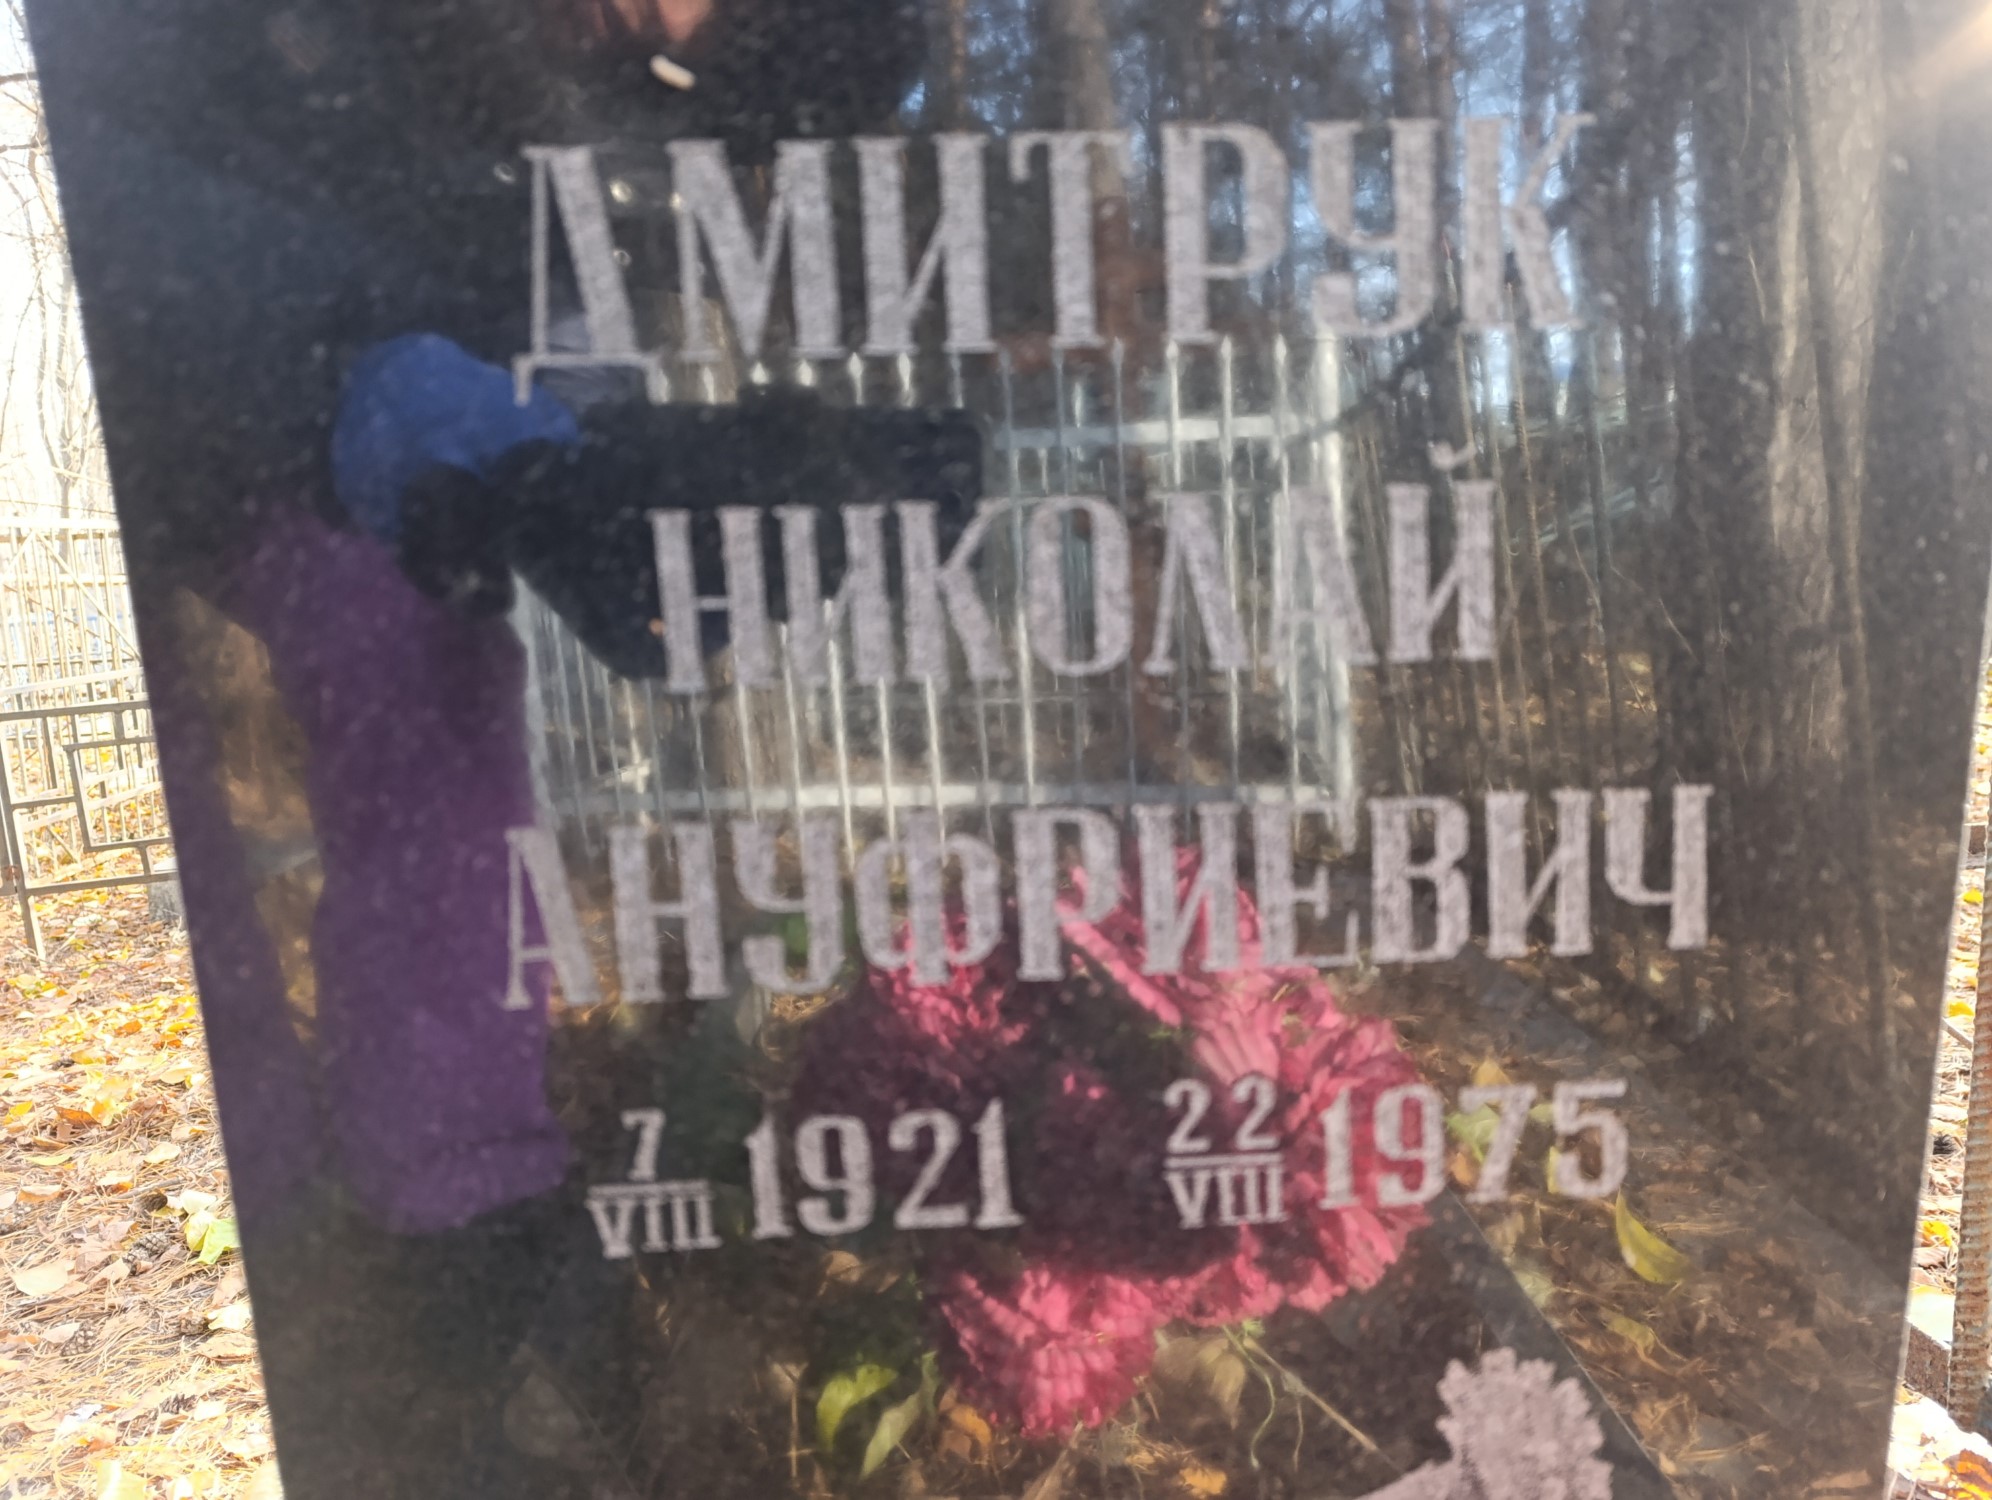 ДМИТРУК
НИКОЛАЙ
АНУФРИЕВИЧ
7/VIII 1921 22/VIII 1975